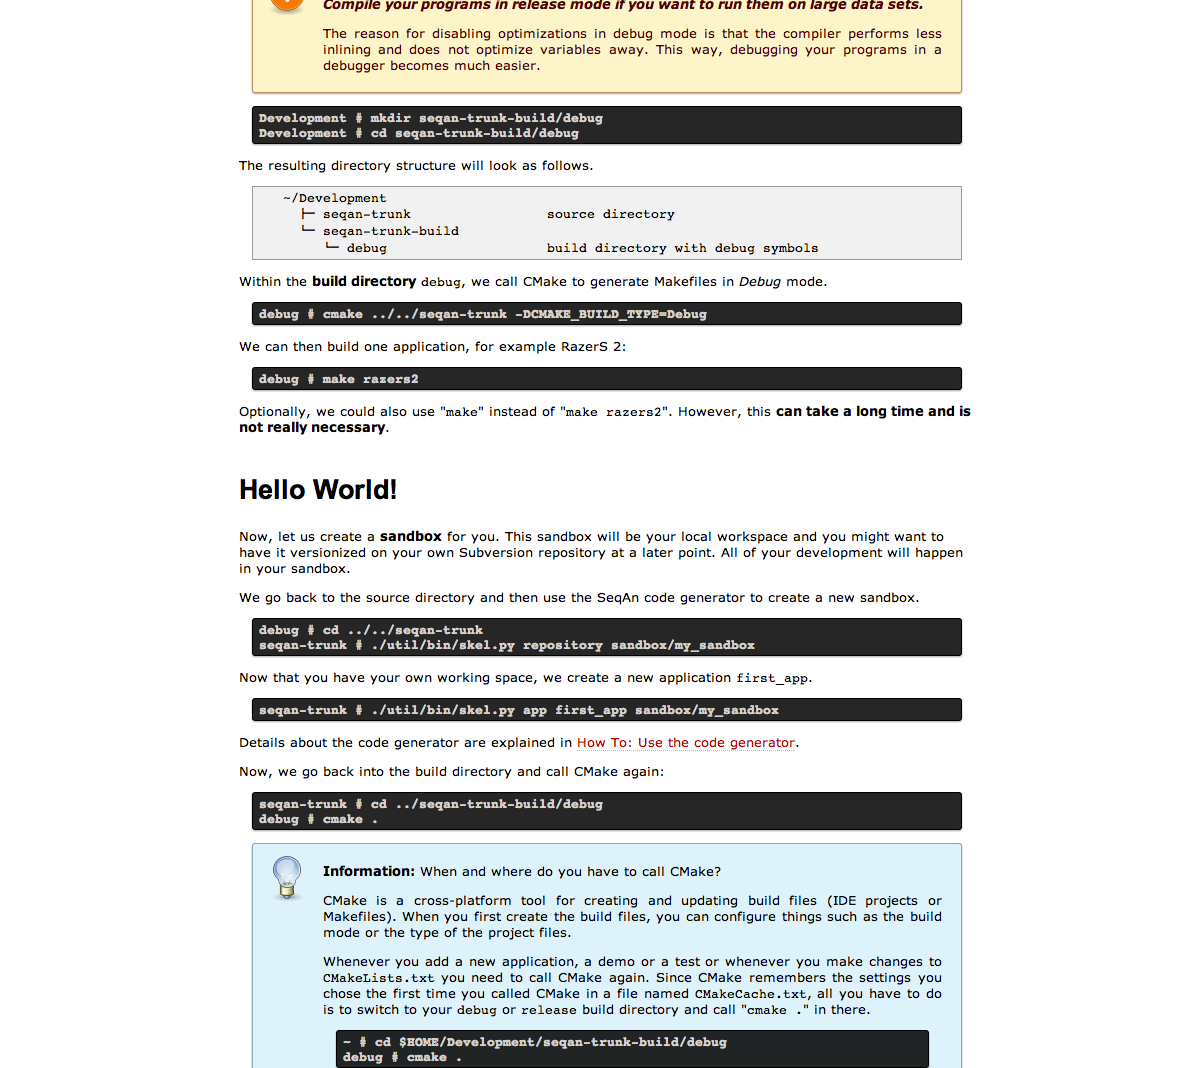 Compile your programs in release mode if you want to run them on large data sets.
The reason for disabling optimizations in debug mode is that the compiler performs less
inlining and does not optimize variables away. This way, debugging your programs in a
debugger becomes much easier.
Development # mkdir seqan-trunk-build/debug
Development # cd seqan-trunk-build/debug
The resulting directory structure will look as follows.
~/Development
├─ seqan-trunk source directory
└─ seqan-trunk-build
└─ debug build directory with debug symbols
Within the build directory debug, we call CMake to generate Makefiles in Debug mode.
debug # cmake ../../seqan-trunk -DCMAKE_BUILD_TYPE=Debug
We can then build one application, for example RazerS 2:
debug # make razers2
Optionally, we could also use "make" instead of "make razers2". However, this can take a long time and is
not really necessary.
Hello World!
Now, let us create a sandbox for you. This sandbox will be your local workspace and you might want to
have it versionized on your own Subversion repository at a later point. All of your development will happen
in your sandbox.
We go back to the source directory and then use the SeqAn code generator to create a new sandbox.
debug # cd ../../seqan-trunk
seqan-trunk # ./util/bin/skel.py repository sandbox/my_sandbox
Now that you have your own working space, we create a new application first_app.
seqan-trunk # ./util/bin/skel.py app first_app sandbox/my_sandbox
Details about the code generator are explained in How To: Use the code generator.
Now, we go back into the build directory and call CMake again:
seqan-trunk # cd ../seqan-trunk-build/debug
debug # cmake .
Information: When and where do you have to call CMake?
CMake is a cross-platform tool for creating and updating build files (IDE projects or
Makefiles). When you first create the build files, you can configure things such as the build
mode or the type of the project files.
Whenever you add a new application, a demo or a test or whenever you make changes to
CMakeLists.txt you need to call CMake again. Since CMake remembers the settings you
chose the first time you called CMake in a file named CMakeCache.txt, all you have to do
is to switch to your debug or release build directory and call "cmake ." in there.
~ # cd $HOME/Development/seqan-trunk-build/debug
debug # cmake .